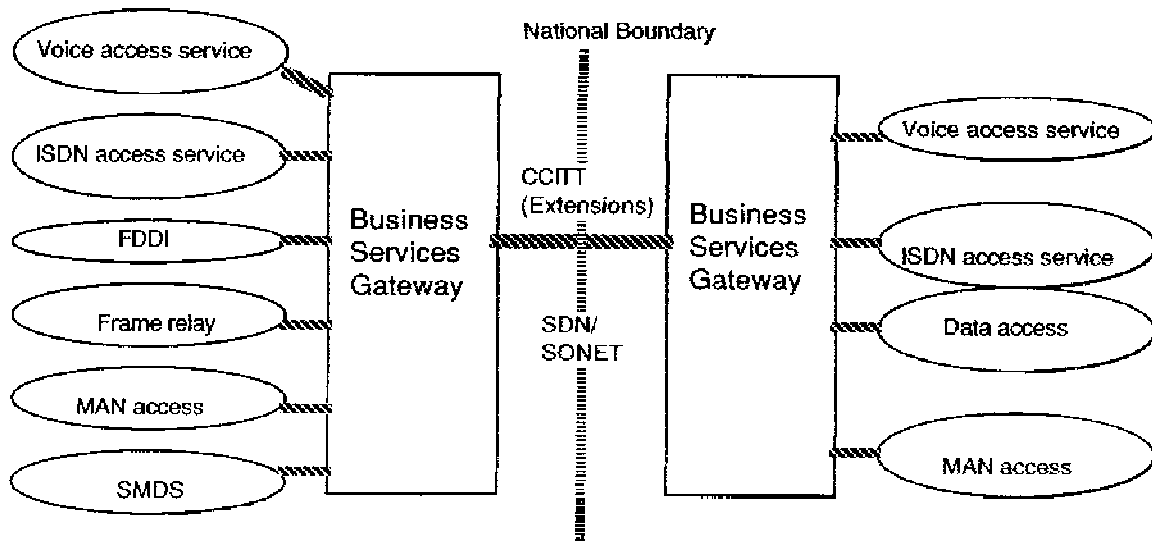 National Boundary
Voice access service
ISDN access service
FDDI
Frame relay
MAN access
SMDS
Business
Services
Gateway
CCITT
(Extensions)
SDN/
SONET
Business
Services
Gateway
Voice access service
ISDN access service
Data access
MAN access